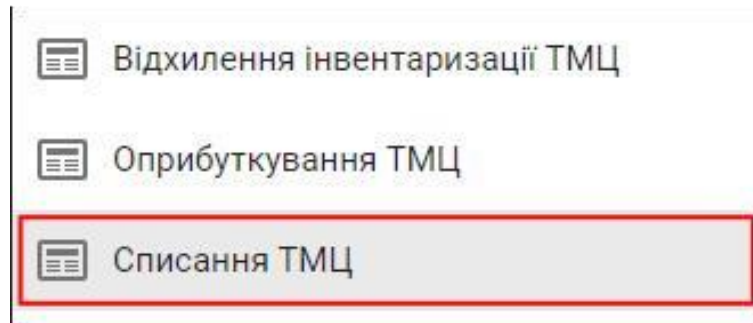 Відхилення інвентаризації ТМЦ
Оприбуткування ТМЦ
Списання ТМЦ